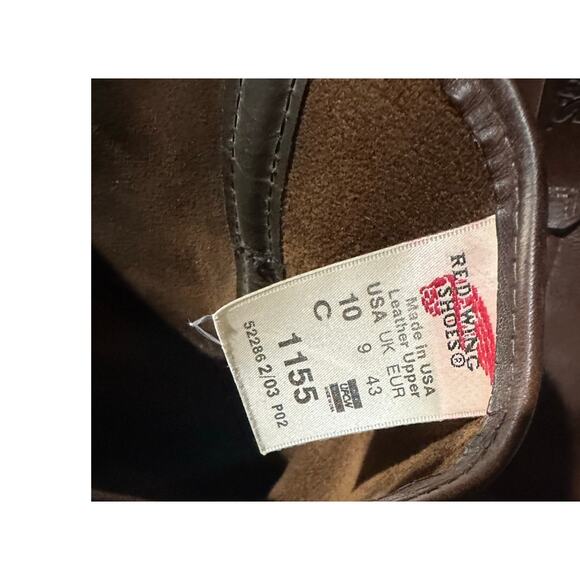 RED WING
SHOES®
Made in USA
Leather Upper
USA UK EUR
10 9 43
C
1155
UFCW
52286 2/03 P02